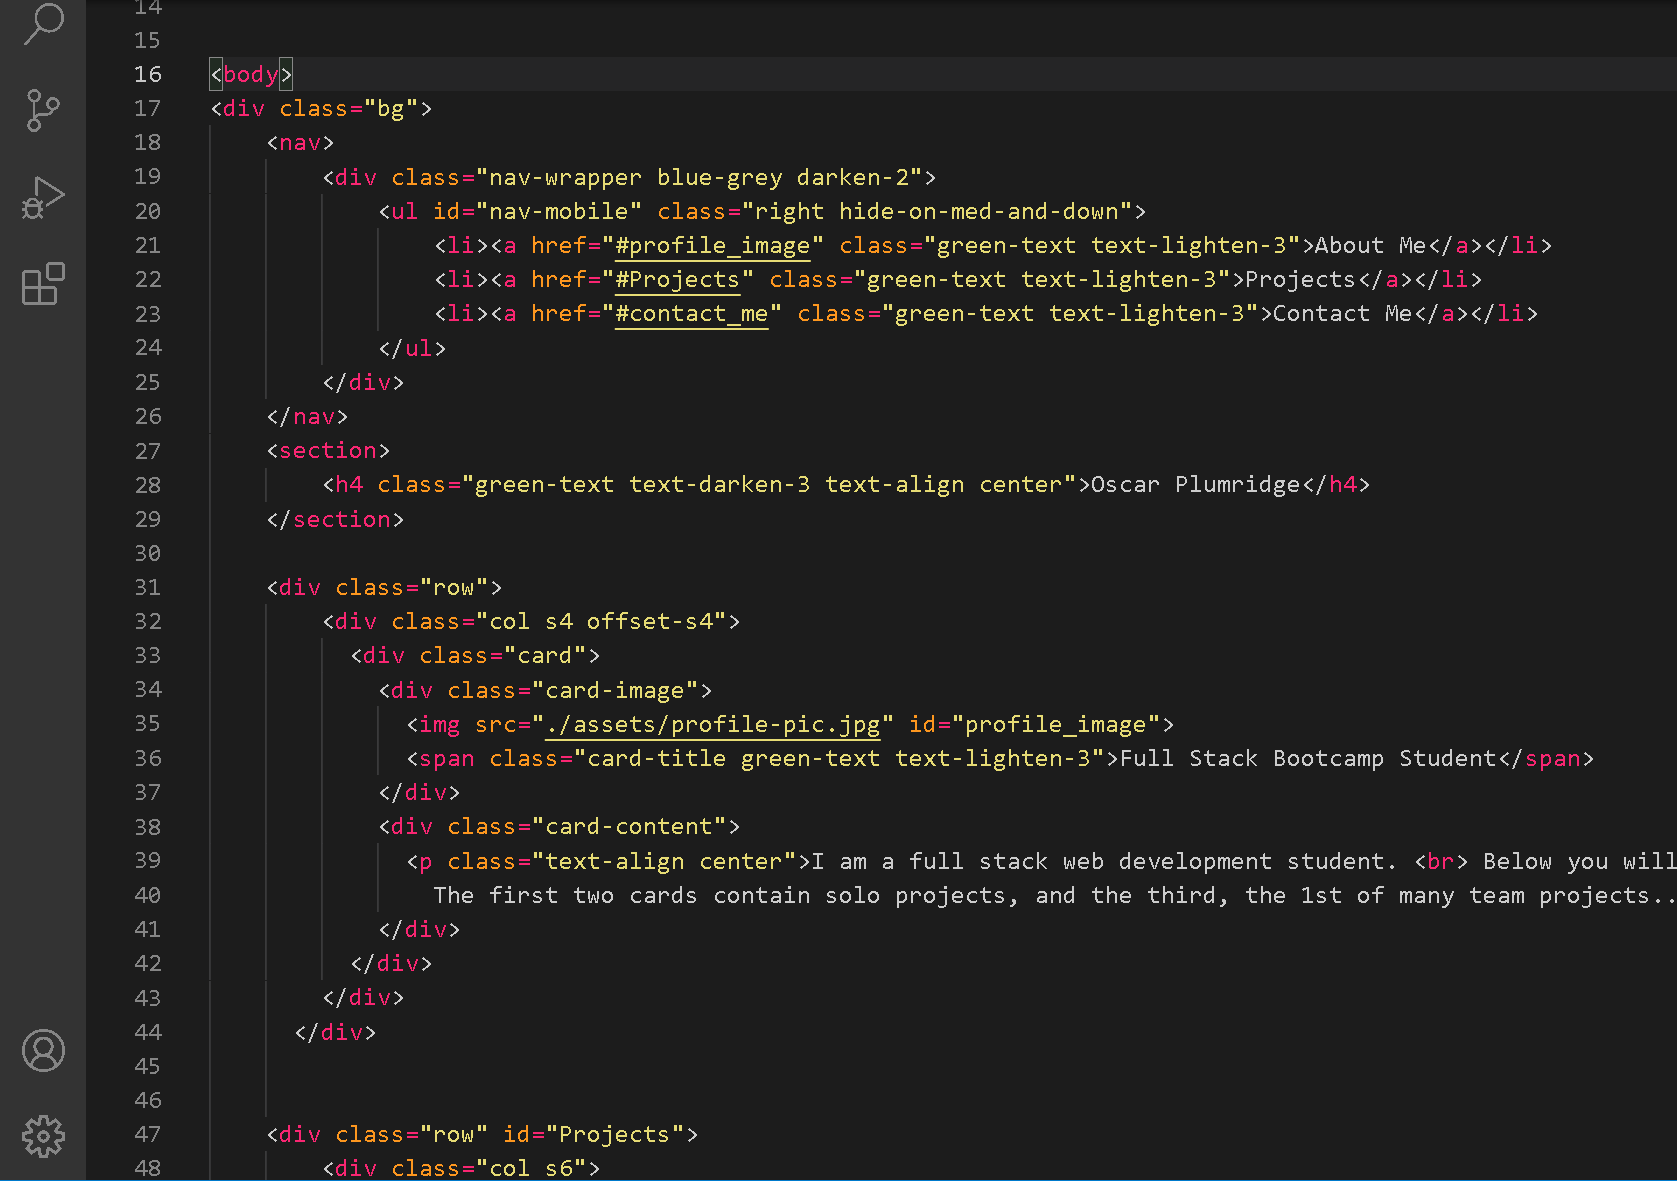 14
15
16 <body>
17 <div class="bg">
18 <nav>
19 <div class="nav-wrapper blue-grey darken-2">
20 <ul id="nav-mobile" class="right hide-on-med-and-down">
21 <li><a href="#profile_image" class="green-text text-lighten-3">About Me</a></li>
22 <li><a href="#Projects" class="green-text text-lighten-3">Projects</a></li>
23 <li><a href="#contact_me" class="green-text text-lighten-3">Contact Me</a></li>
24 </ul>
25 </div>
26 </nav>
27 <section>
28 <h4 class="green-text text-darken-3 text-align center">Oscar Plumridge</h4>
29 </section>
30
31 <div class="row">
32 <div class="col s4 offset-s4">
33 <div class="card">
34 <div class="card-image">
35 <img src="./assets/profile-pic.jpg" id="profile_image">
36 <span class="card-title green-text text-lighten-3">Full Stack Bootcamp Student</span>
37 </div>
38 <div class="card-content">
39 <p class="text-align center">I am a full stack web development student. <br> Below you will
40 The first two cards contain solo projects, and the third, the 1st of many team projects..
41 </div>
42 </div>
43 </div>
44 </div>
45
46
47 <div class="row" id="Projects">
48 <div class="col s6">